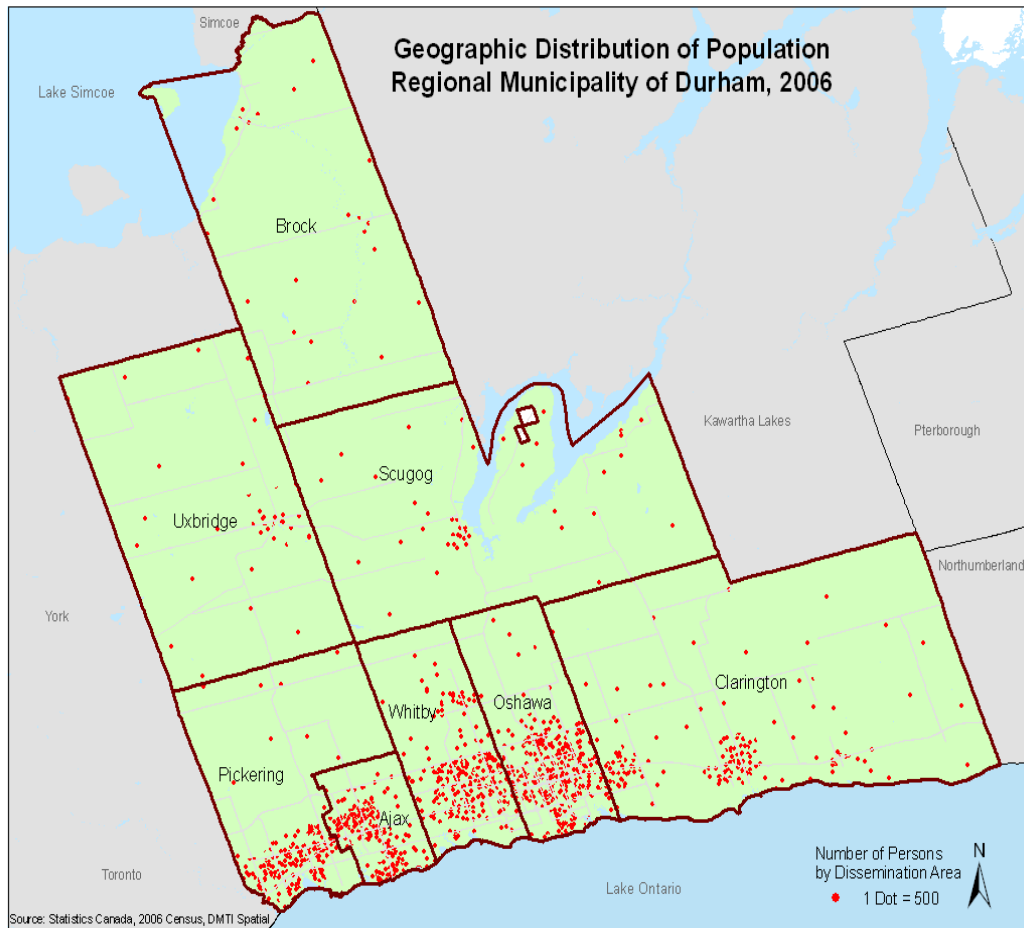 Geographic Distribution of Population
Regional Municipality of Durham, 2006
Simcoe
Lake Simcoe
Brock
Kawartha Lakes
Pterborough
Scugog
Uxbridge
Northumberland
York
Clarington
Oshawa
Whitby
Pickering
Ajax
Toronto
Lake Ontario
Number of Persons
by Dissemination Area
1 Dot = 500
N
Source: Statistics Canada, 2006 Census, DMTI Spatial